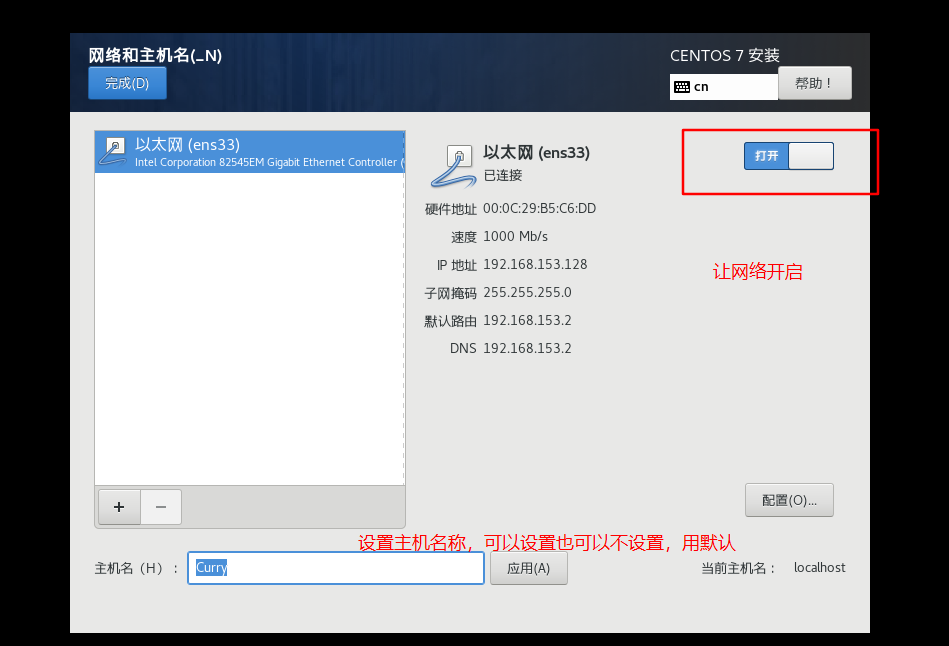 网络和主机名(_N)
CENTOS 7 安装
完成(D)
cn
帮助！
以太网 (ens33)
Intel Corporation 82545EM Gigabit Ethernet Controller (
以太网 (ens33)
已连接
打开
硬件地址 00:0C:29:B5:C6:DD
速度 1000 Mb/s
IP 地址 192.168.153.128
让网络开启
子网掩码 255.255.255.0
默认路由 192.168.153.2
DNS 192.168.153.2
+ −
配置(O)...
设置主机名称，可以设置也可以不设置，用默认
主机名（H）： Curry
应用(A)
当前主机名： localhost